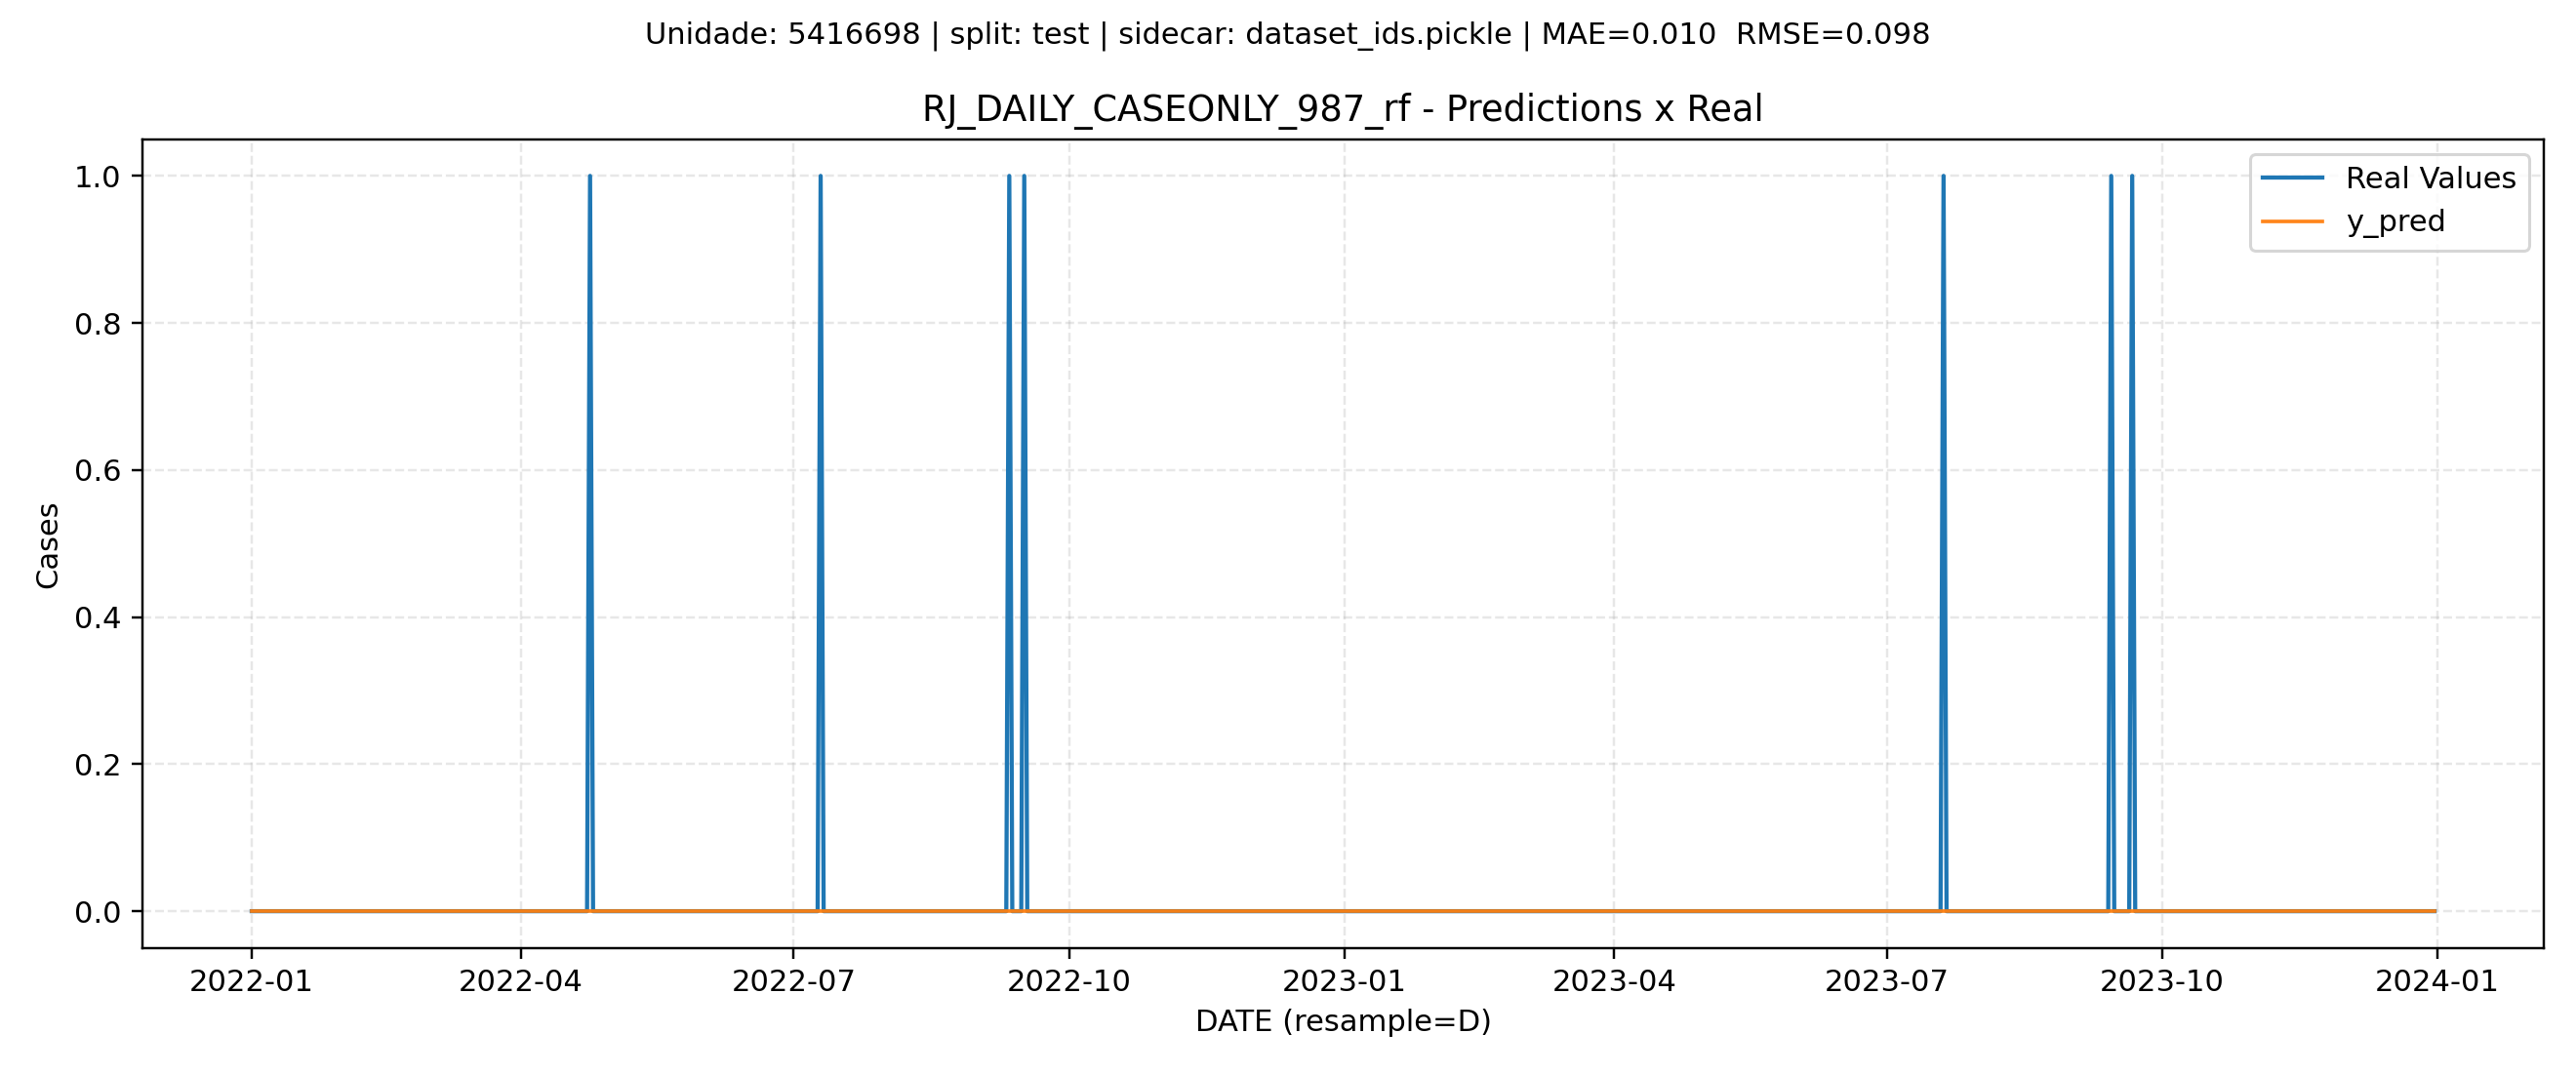 Unidade: 5416698 | split: test | sidecar: dataset_ids.pickle | MAE=0.010  RMSE=0.098
RJ_DAILY_CASEONLY_987_rf - Predictions x Real
Real Values
y_pred
1.0
0.8
0.6
0.4
0.2
0.0
Cases
2022-01 2022-04 2022-07 2022-10 2023-01 2023-04 2023-07 2023-10 2024-01
DATE (resample=D)